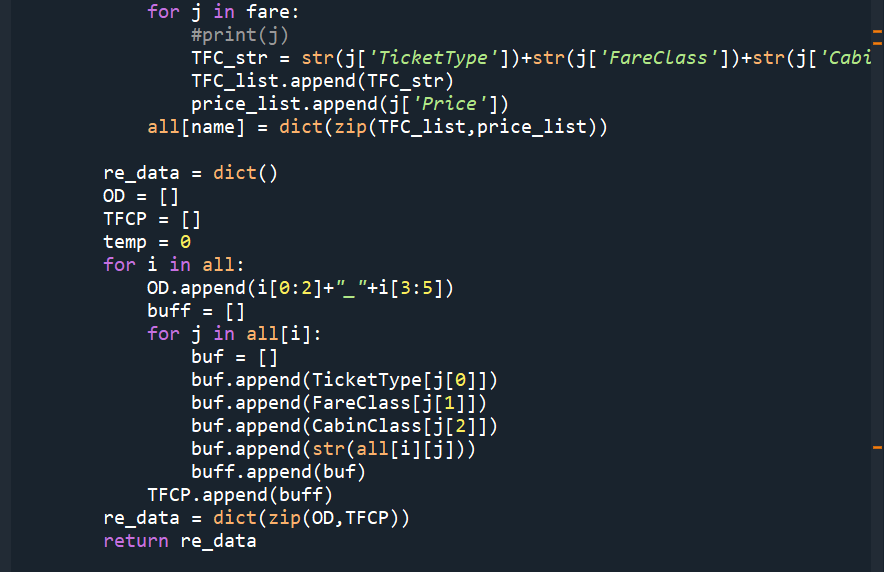 for j in fare:
#print(j)
TFC_str = str(j['TicketType'])+str(j['FareClass'])+str(j['Cabi
TFC_list.append(TFC_str)
price_list.append(j['Price'])
all[name] = dict(zip(TFC_list,price_list))
re_data = dict()
OD = []
TFCP = []
temp = 0
for i in all:
OD.append(i[0:2]+"_"+i[3:5])
buff = []
for j in all[i]:
buf = []
buf.append(TicketType[j[0]])
buf.append(FareClass[j[1]])
buf.append(CabinClass[j[2]])
buf.append(str(all[i][j]))
buff.append(buf)
TFCP.append(buff)
re_data = dict(zip(OD,TFCP))
return re_data